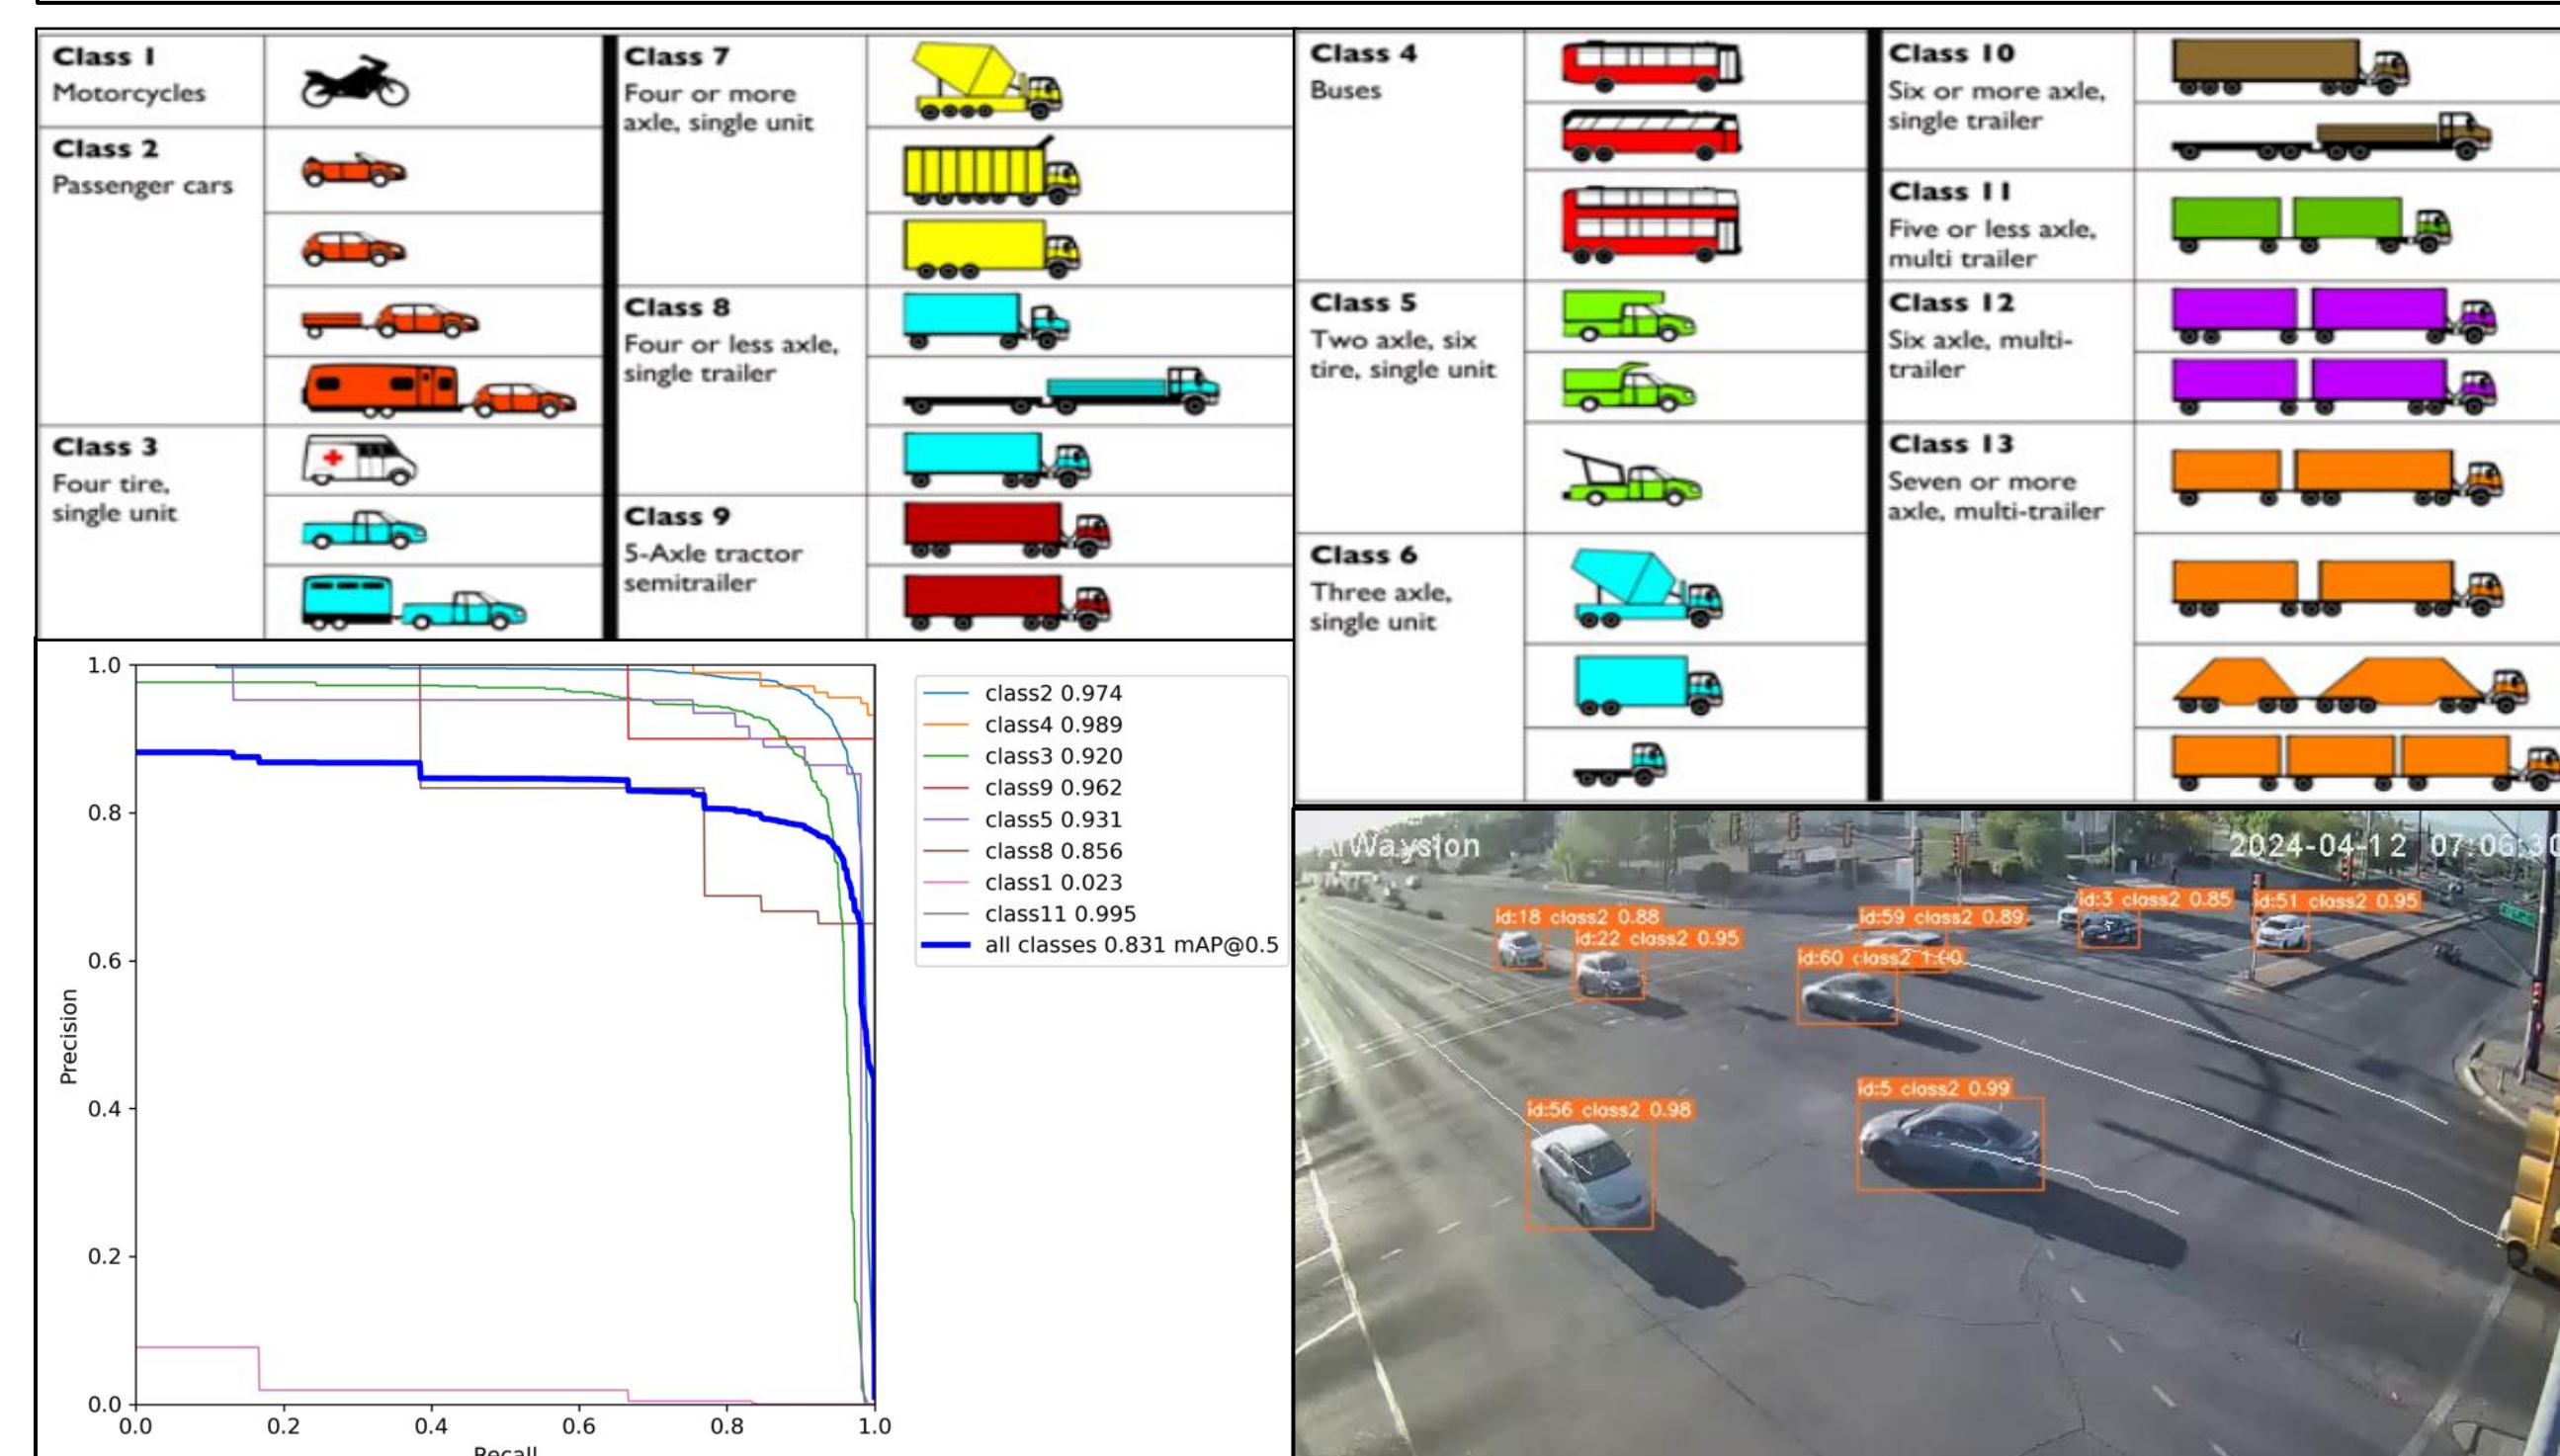 Class 1
Motorcycles
Class 2
Passenger cars
Class 3
Four tire,
single unit
Class 7
Four or more
axle, single unit
Class 8
Four or less axle,
single trailer
Class 9
5-Axle tractor
semitrailer
Class 4
Buses
Class 5
Two axle, six
tire, single unit
Class 6
Three axle,
single unit
Class 10
Six or more axle,
single trailer
Class 11
Five or less axle,
multi trailer
Class 12
Six axle, multi-
trailer
Class 13
Seven or more
axle, multi-trailer
1.0
0.8
0.6
0.4
0.2
0.0
Precision
0.0 0.2 0.4 0.6 0.8 1.0
Recall
class2 0.974
class4 0.989
class3 0.920
class9 0.962
class5 0.931
class8 0.856
class1 0.023
class11 0.995
all classes 0.831 mAP@0.5
2024-04-12 07:06:30
id:18 class2 0.88
id:22 class2 0.95
id:59 class2 0.89
id:60 class2 1.00
id:3 class2 0.85
id:51 class2 0.95
id:56 class2 0.98
id:5 class2 0.99